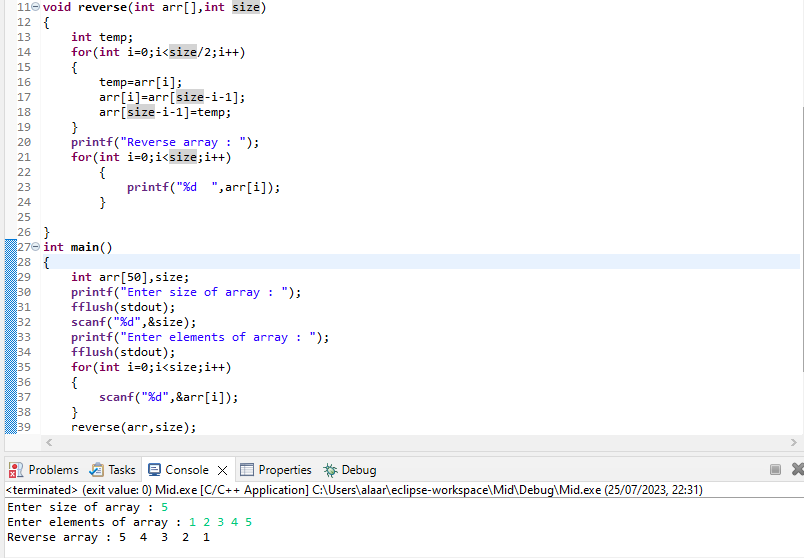 11 void reverse(int arr[],int size)
12 {
13     int temp;
14     for(int i=0;i<size/2;i++)
15     {
16         temp=arr[i];
17         arr[i]=arr[size-i-1];
18         arr[size-i-1]=temp;
19     }
20     printf("Reverse array : ");
21     for(int i=0;i<size;i++)
22         {
23             printf("%d  ",arr[i]);
24         }
25
26 }
27 int main()
28 {
29     int arr[50],size;
30     printf("Enter size of array : ");
31     fflush(stdout);
32     scanf("%d",&size);
33     printf("Enter elements of array : ");
34     fflush(stdout);
35     for(int i=0;i<size;i++)
36     {
37         scanf("%d",&arr[i]);
38     }
39     reverse(arr,size);
Problems Tasks Console Properties Debug
<terminated> (exit value: 0) Mid.exe [C/C++ Application] C:\Users\alaar\eclipse-workspace\Mid\Debug\Mid.exe (25/07/2023, 22:31)
Enter size of array : 5
Enter elements of array : 1 2 3 4 5
Reverse array : 5  4  3  2  1